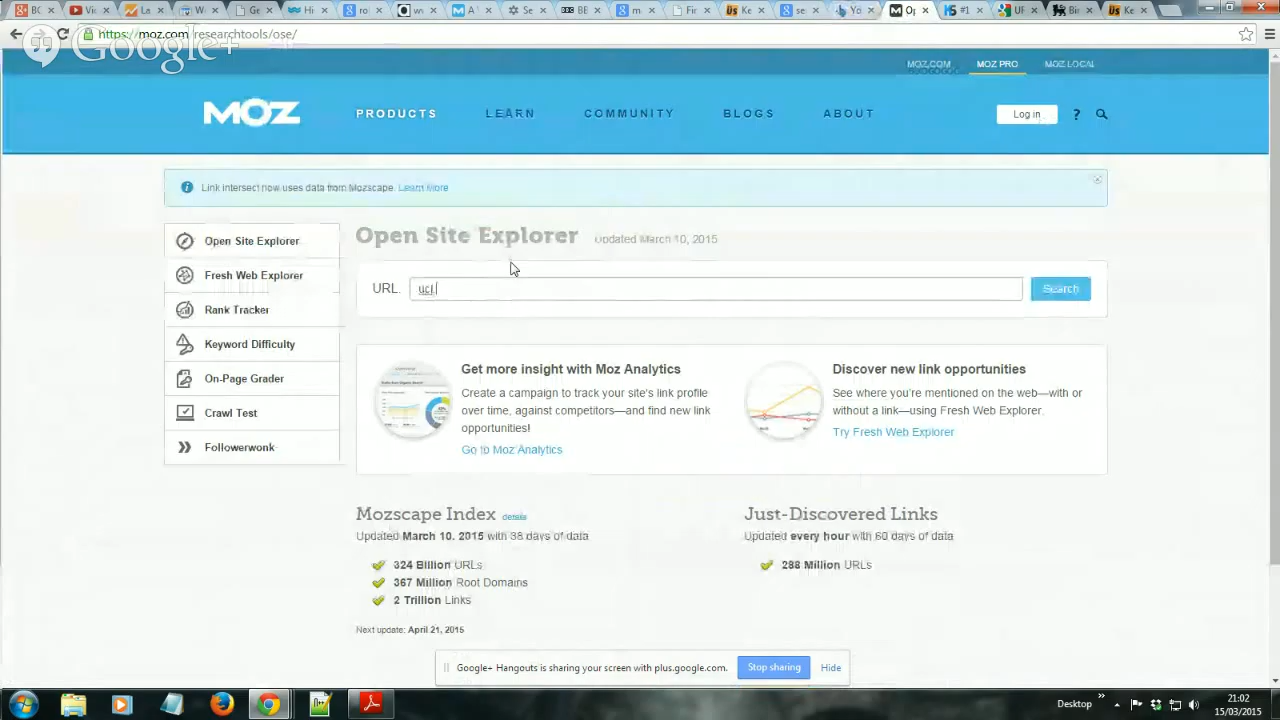 https://moz.com/researchtools/ose/
Google+
MOZ.COM MOZ PRO MOZ LOCAL
MOZ PRODUCTS LEARN COMMUNITY BLOGS ABOUT Log in ?
Link intersect now uses data from Mozscape. Learn More
Open Site Explorer
Fresh Web Explorer
Rank Tracker
Keyword Difficulty
On-Page Grader
Crawl Test
Followerwonk
Open Site Explorer Updated March 10, 2015
URL. Search
Get more insight with Moz Analytics
Create a campaign to track your site's link profile
over time, against competitors—and find new link
opportunities!
Go to Moz Analytics
Discover new link opportunities
See where you're mentioned on the web—with or
without a link—using Fresh Web Explorer.
Try Fresh Web Explorer
Mozscape Index details
Updated March 10. 2015 with 38 days of data
324 Billion URLs
367 Million Root Domains
2 Trillion Links
Next update: April 21, 2015
Just-Discovered Links
Updated every hour with 60 days of data
288 Million URLs
Google+ Hangouts is sharing your screen with plus.google.com. Stop sharing Hide
Desktop 21:02
15/03/2015